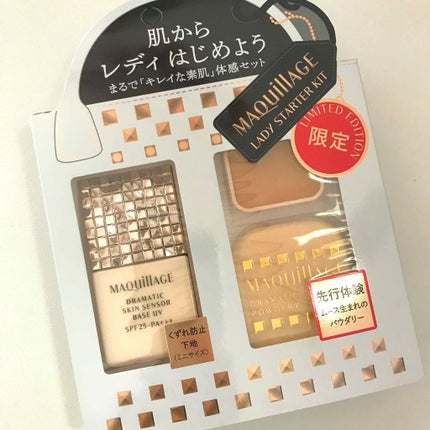 肌から
レディ はじめよう
まるで「キレイな素肌」体感セット
MAQuillAGE
LADY STARTER KIT
LIMITED EDITION
限定
MAQuillAGE
DRAMATIC
SKIN SENSOR
BASE UV
SPF25・PA+++
くずれ防止
下地
(ミニサイズ)
MAQuillAGE
POWDERY
先行体験
ムース生まれの
パウダリー